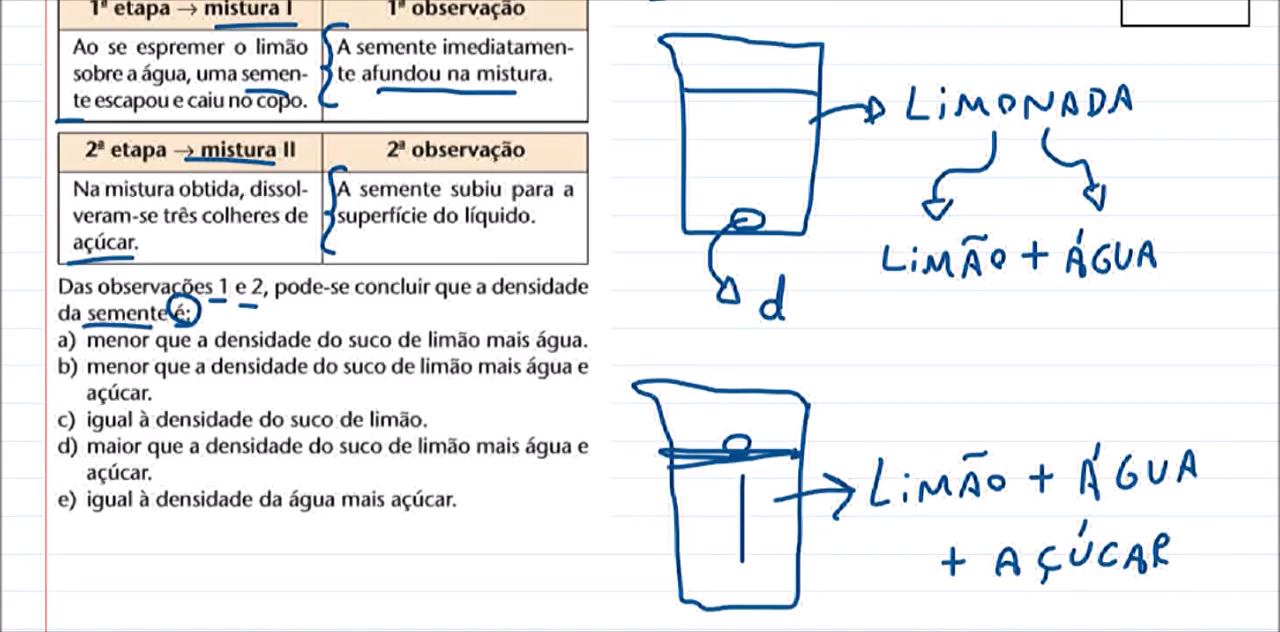 1ª etapa → mistura I
1ª observação
Ao se espremer o limão
sobre a água, uma semen-
te escapou e caiu no copo.
A semente imediatamen-
te afundou na mistura.
2ª etapa → mistura II
2ª observação
Na mistura obtida, dissol-
veram-se três colheres de
açúcar.
A semente subiu para a
superfície do líquido.
Das observações 1 e 2, pode-se concluir que a densidade
da semente é:
a) menor que a densidade do suco de limão mais água.
b) menor que a densidade do suco de limão mais água e
açúcar.
c) igual à densidade do suco de limão.
d) maior que a densidade do suco de limão mais água e
açúcar.
e) igual à densidade da água mais açúcar.
LIMONADA
LIMÃO + ÁGUA
d
LIMÃO + ÁGUA
+ AÇÚCAR